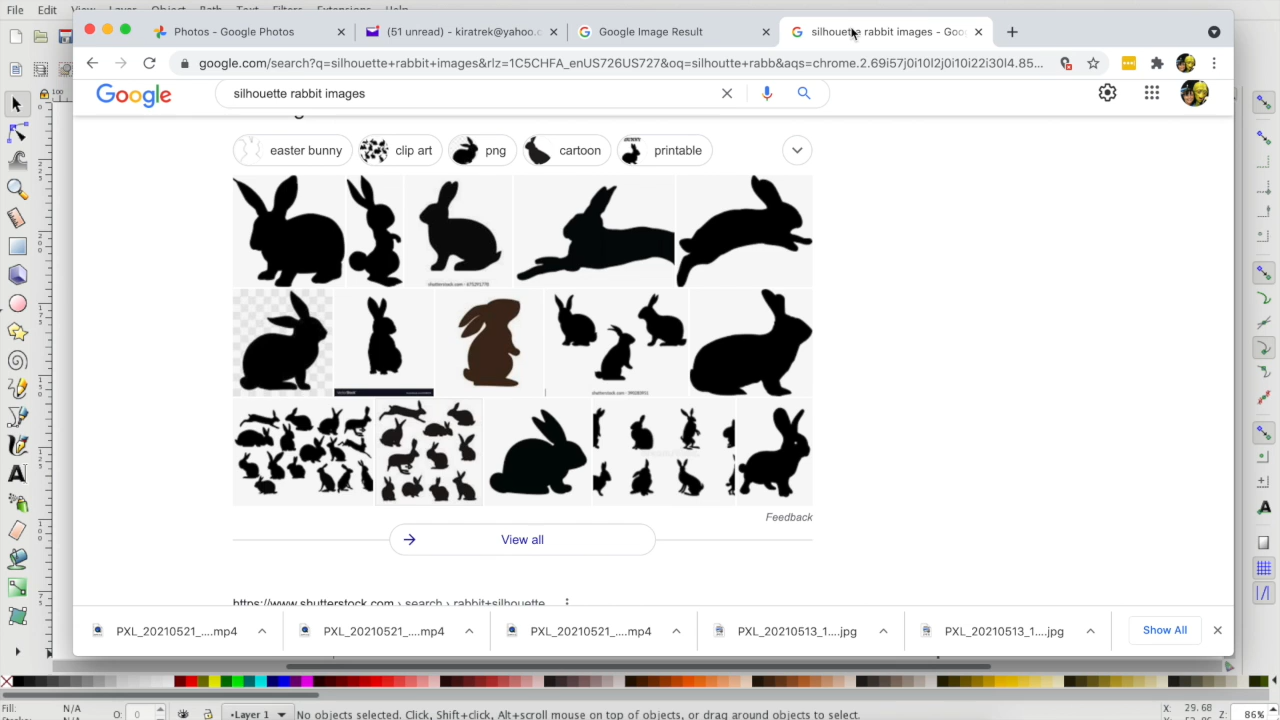 File Edit
Photos - Google Photos
(51 unread) - kiratrek@yahoo.c
Google Image Result
silhouette rabbit images - Goo
google.com/search?q=silhouette+rabbit+images&rlz=1C5CHFA_enUS726US727&oq=silhoutte+rabb&aqs=chrome.2.69i57j0i10l2j0i10i22i30l4.85...
Google
silhouette rabbit images
easter bunny
clip art
png
cartoon
printable
Feedback
View all
https://www.shutterstock.com › search › rabbit+silhouette
PXL_20210521_....mp4
PXL_20210521_....mp4
PXL_20210521_....mp4
PXL_20210513_1....jpg
PXL_20210513_1....jpg
Show All
Fill: N/A
O: 0
•Layer 1
No objects selected. Click, Shift+click, Alt+scroll mouse on top of objects, or drag around objects to select.
X: 29.68
Z: 86%